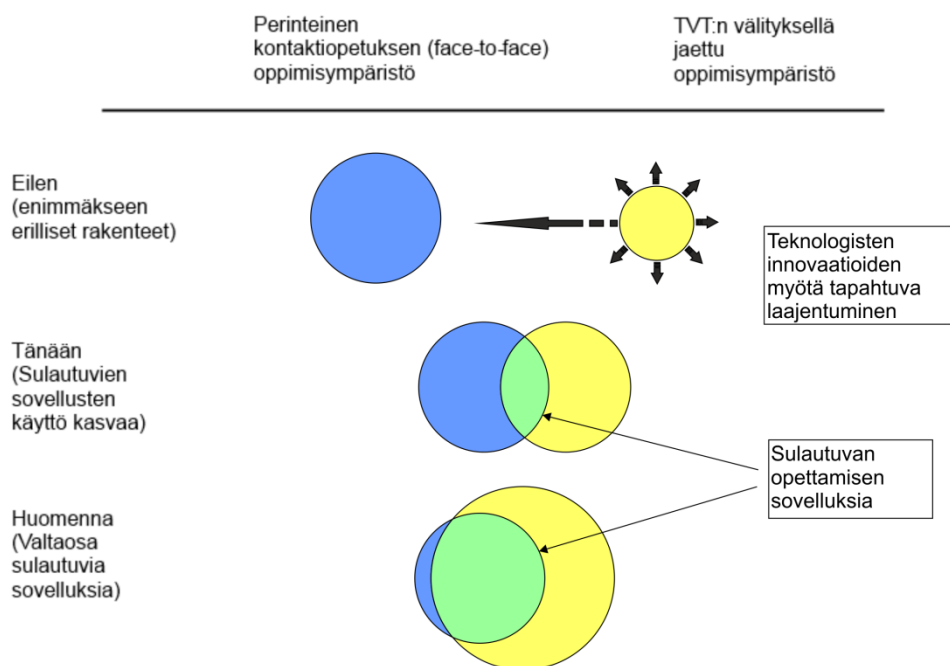 Perinteinen
kontaktiopetuksen (face-to-face)
oppimisympäristö
TVT:n välityksellä
jaettu
oppimisympäristö
Eilen
(enimmäkseen
erilliset rakenteet)
Teknologisten
innovaatioiden
myötä tapahtuva
laajentuminen
Tänään
(Sulautuvien
sovellusten
käyttö kasvaa)
Sulautuvan
opettamisen
sovelluksia
Huomenna
(Valtaosa
sulautuvia
sovelluksia)